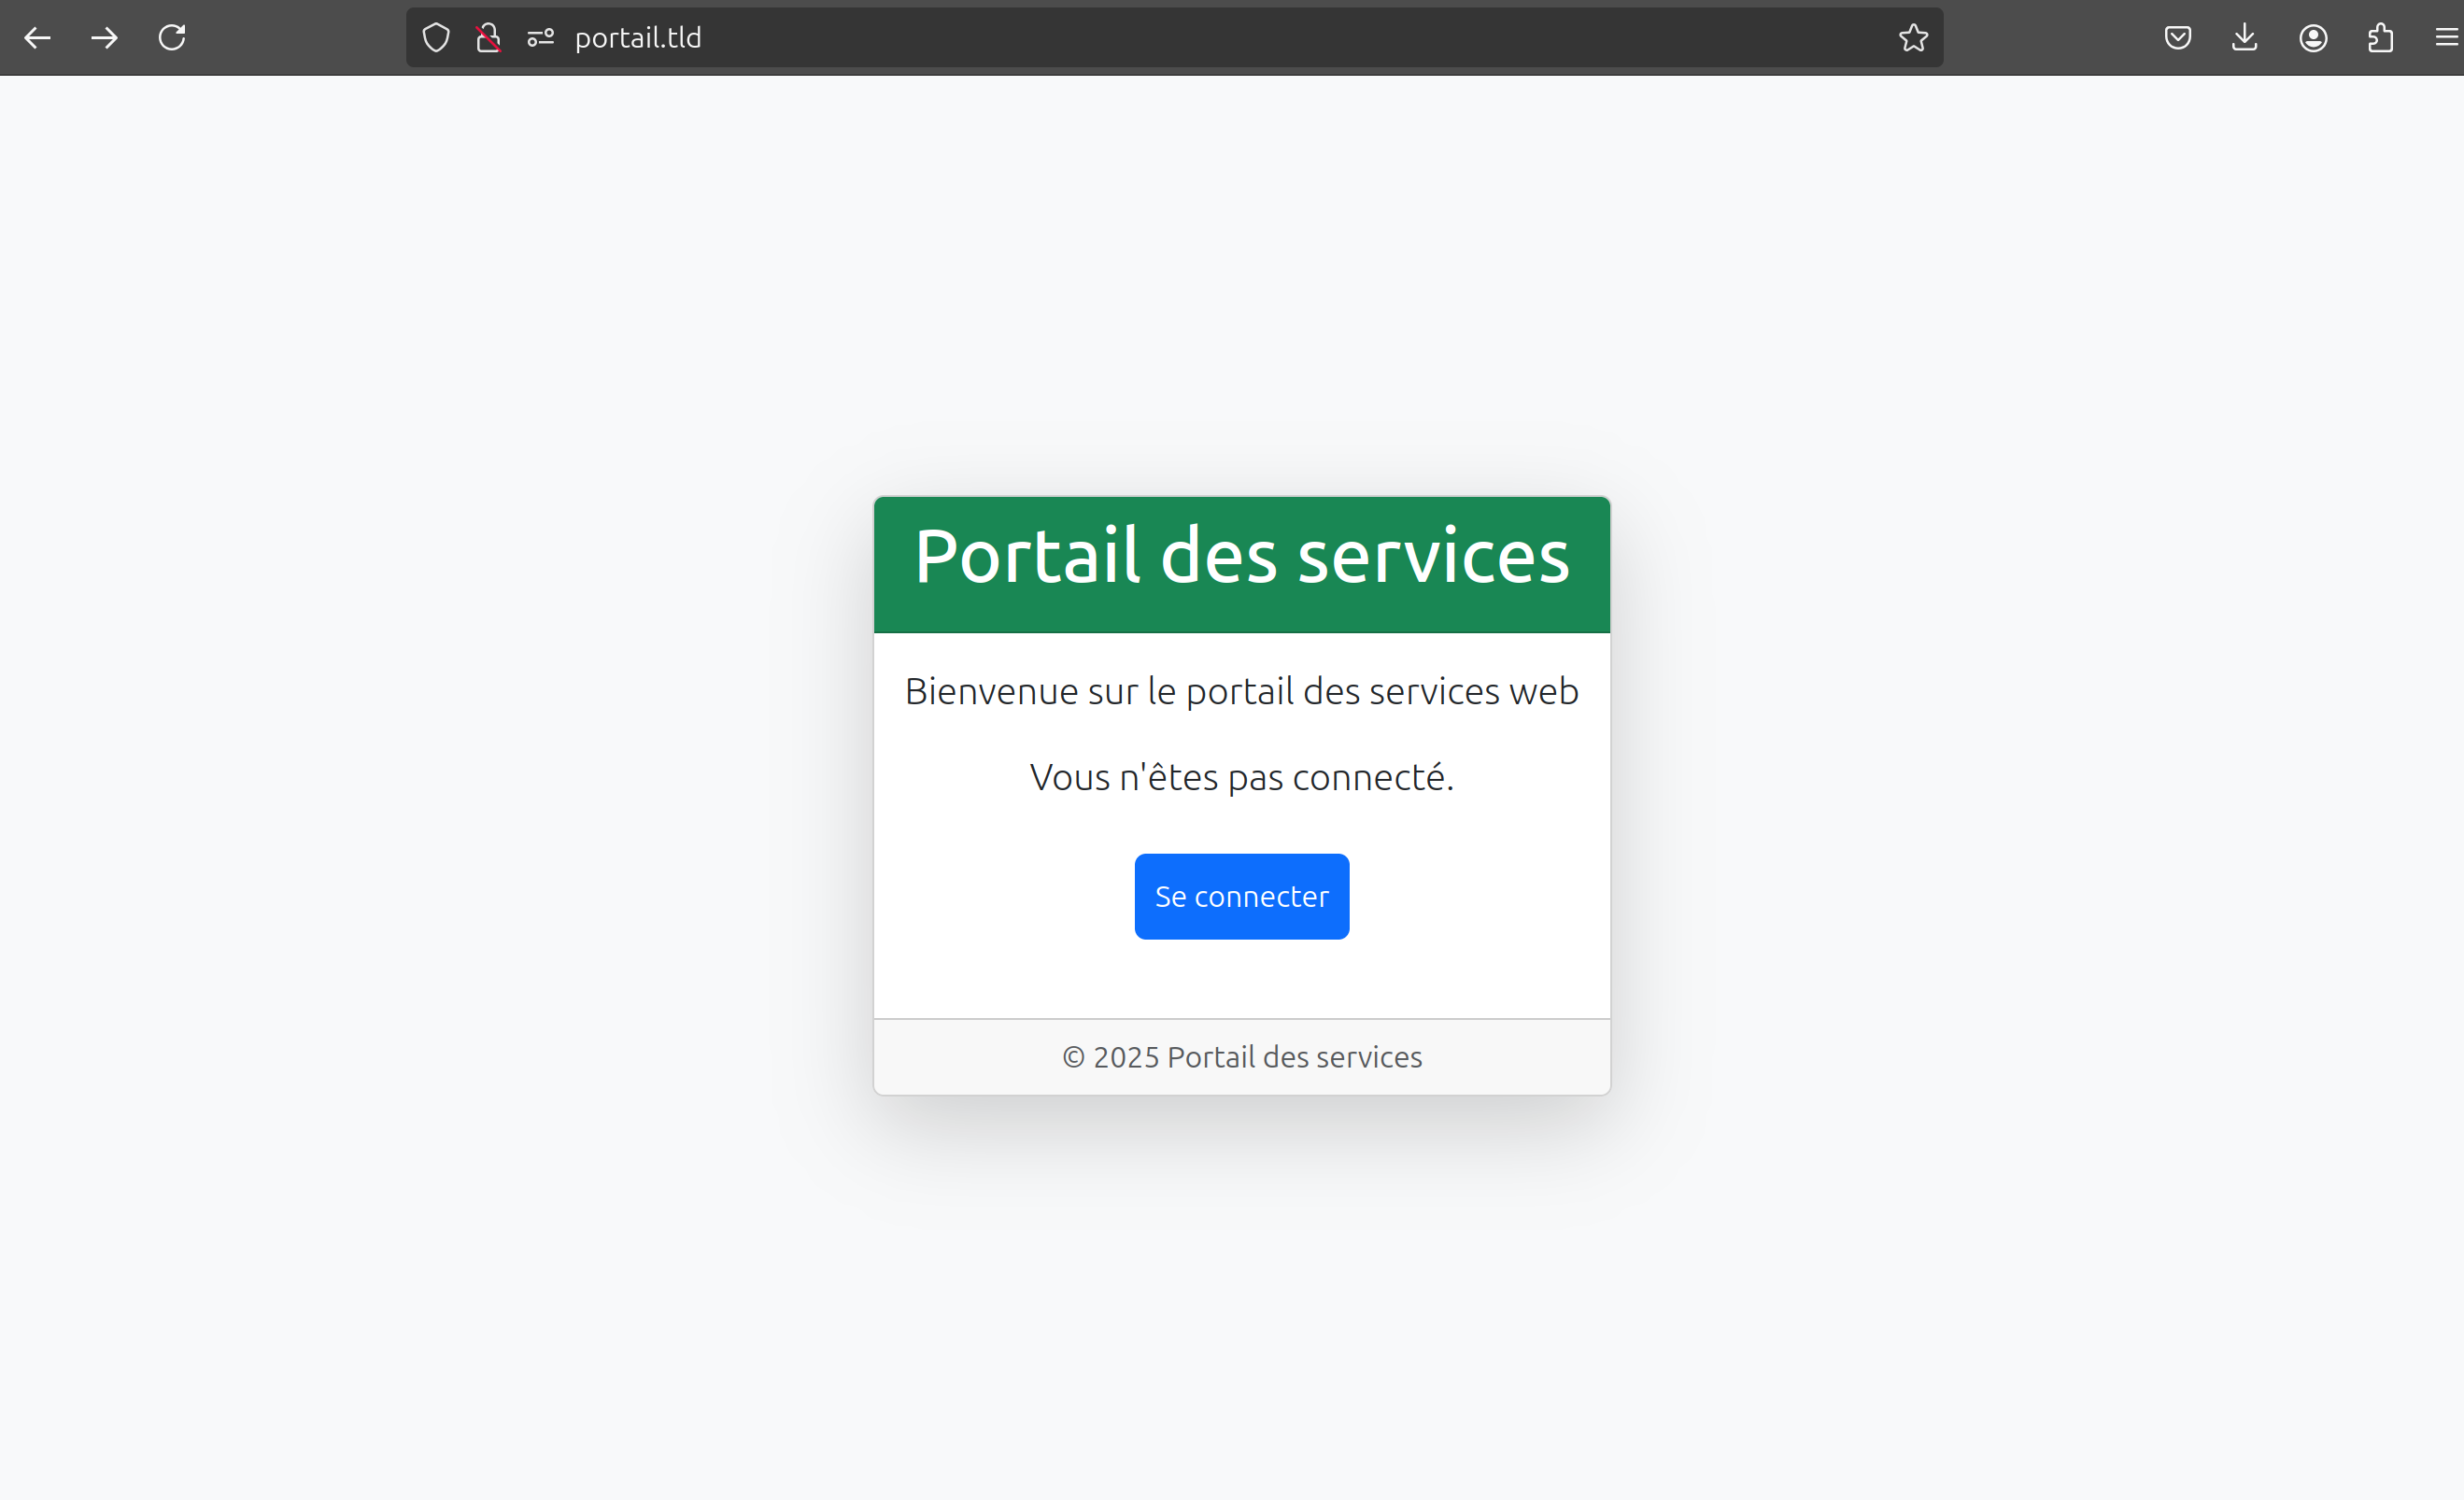 portail.tld
Portail des services
Bienvenue sur le portail des services web
Vous n'êtes pas connecté.
Se connecter
© 2025 Portail des services